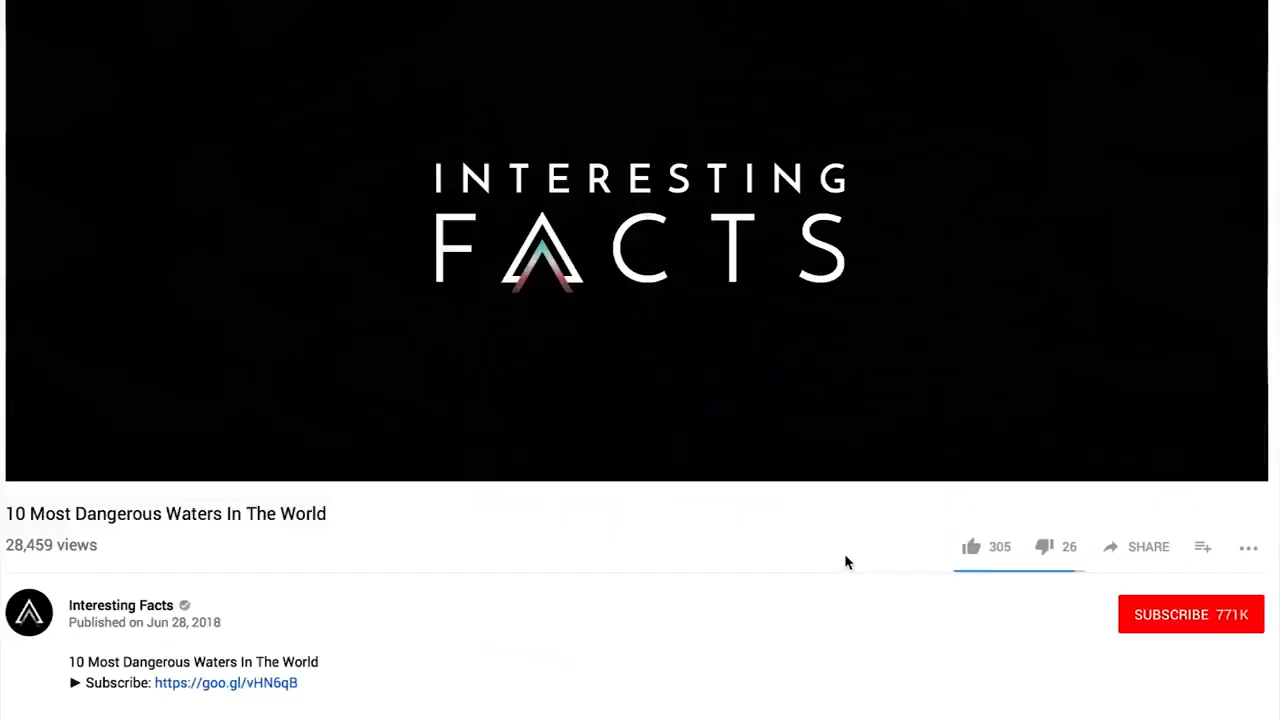 INTERESTING
FACTS
10 Most Dangerous Waters In The World
28,459 views
305 26 SHARE
Interesting Facts
Published on Jun 28, 2018
SUBSCRIBE 771K
10 Most Dangerous Waters In The World
► Subscribe: https://goo.gl/vHN6qB